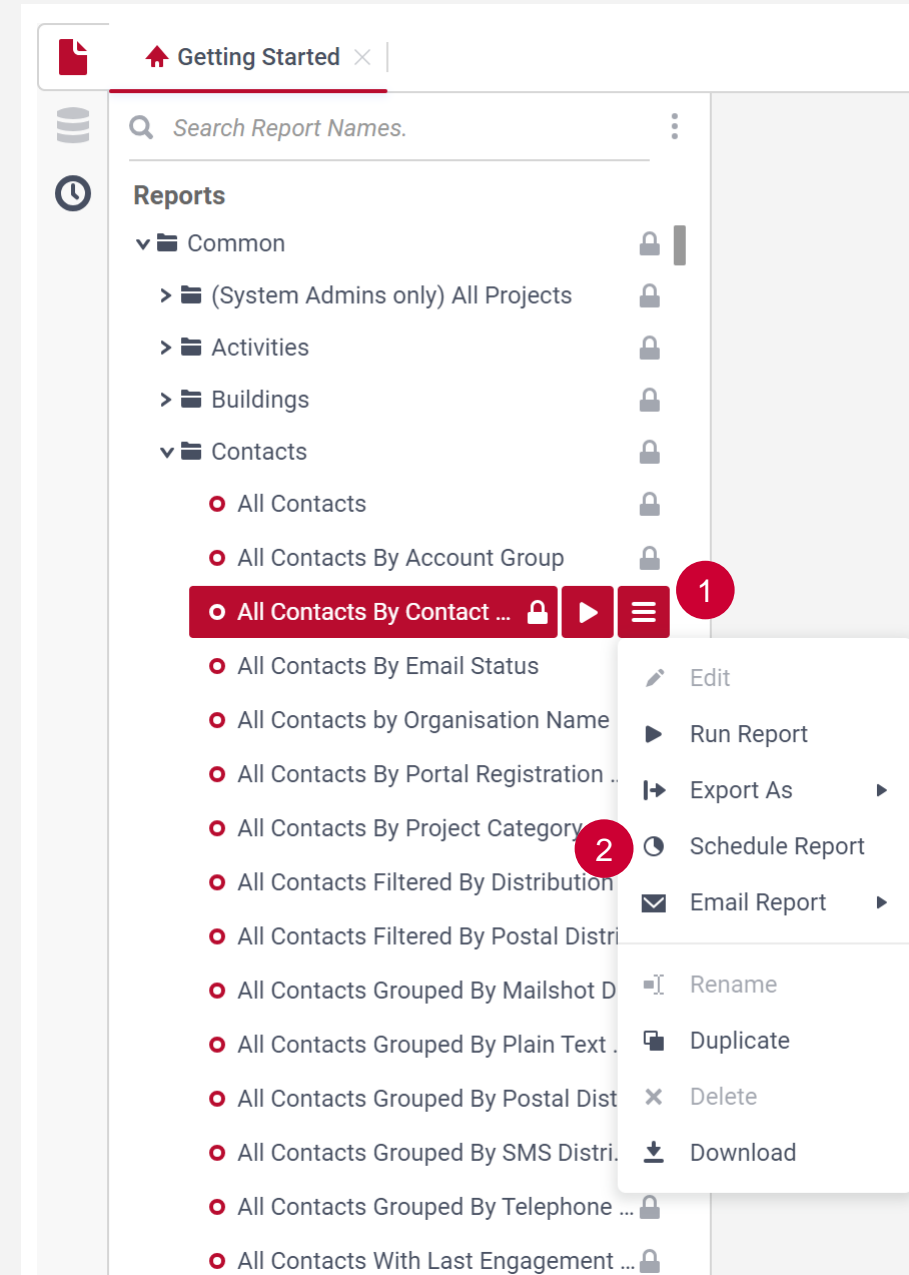 Getting Started
Search Report Names.
Reports
Common
(System Admins only) All Projects
Activities
Buildings
Contacts
All Contacts
All Contacts By Account Group
All Contacts By Contact ...
1
All Contacts By Email Status
All Contacts by Organisation Name
All Contacts By Portal Registration ..
All Contacts By Project Category
All Contacts Filtered By Distribution
All Contacts Filtered By Postal Distri
All Contacts Grouped By Mailshot D
All Contacts Grouped By Plain Text .
All Contacts Grouped By Postal Dist
All Contacts Grouped By SMS Distri.
All Contacts Grouped By Telephone ...
All Contacts With Last Engagement ...
Edit
Run Report
Export As
2
Schedule Report
Email Report
Rename
Duplicate
Delete
Download